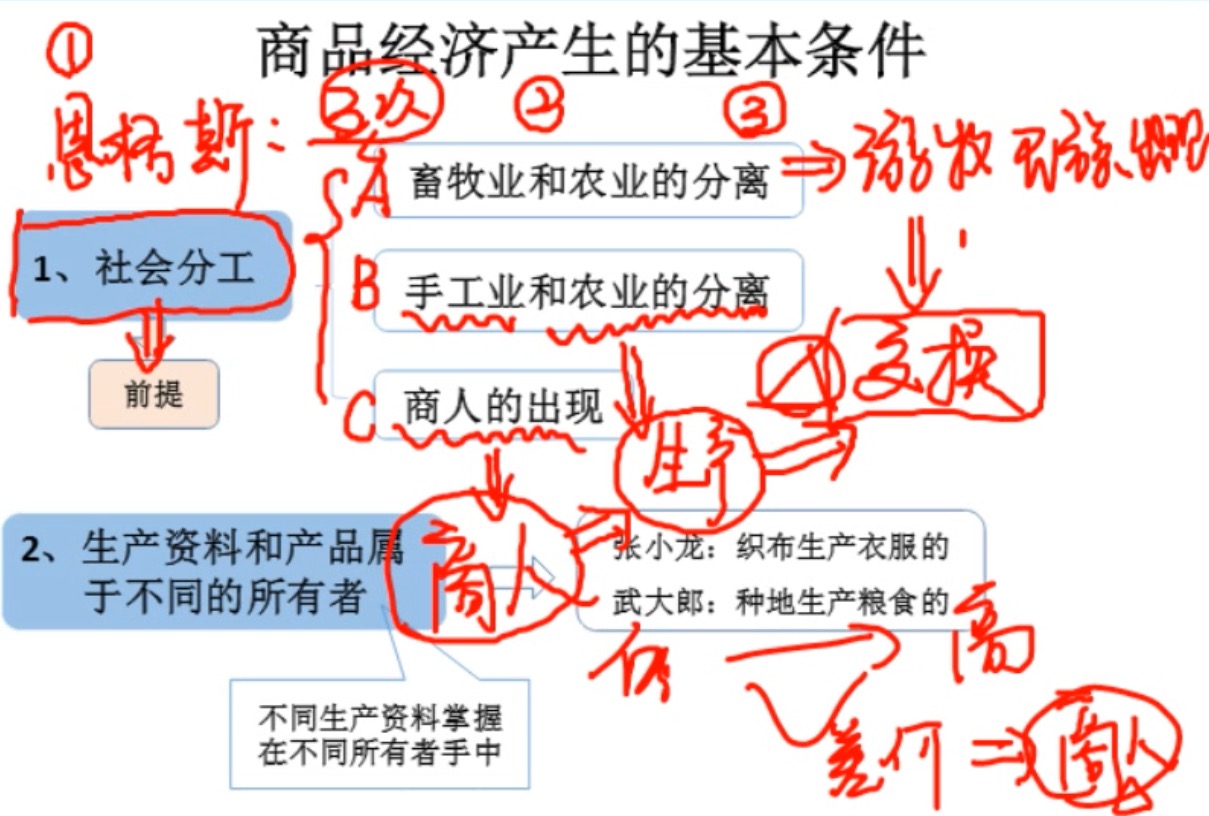 商品经济产生的基本条件
①
②
③
恩格斯：
3次
A 畜牧业和农业的分离
游牧民族出现
1、社会分工
B 手工业和农业的分离
前提
C 商人的出现
交换
生产
2、生产资料和产品属
于不同的所有者
商人
张小龙：织布生产衣服的
武大郎：种地生产粮食的
高
不同生产资料掌握
在不同所有者手中
差价
商人